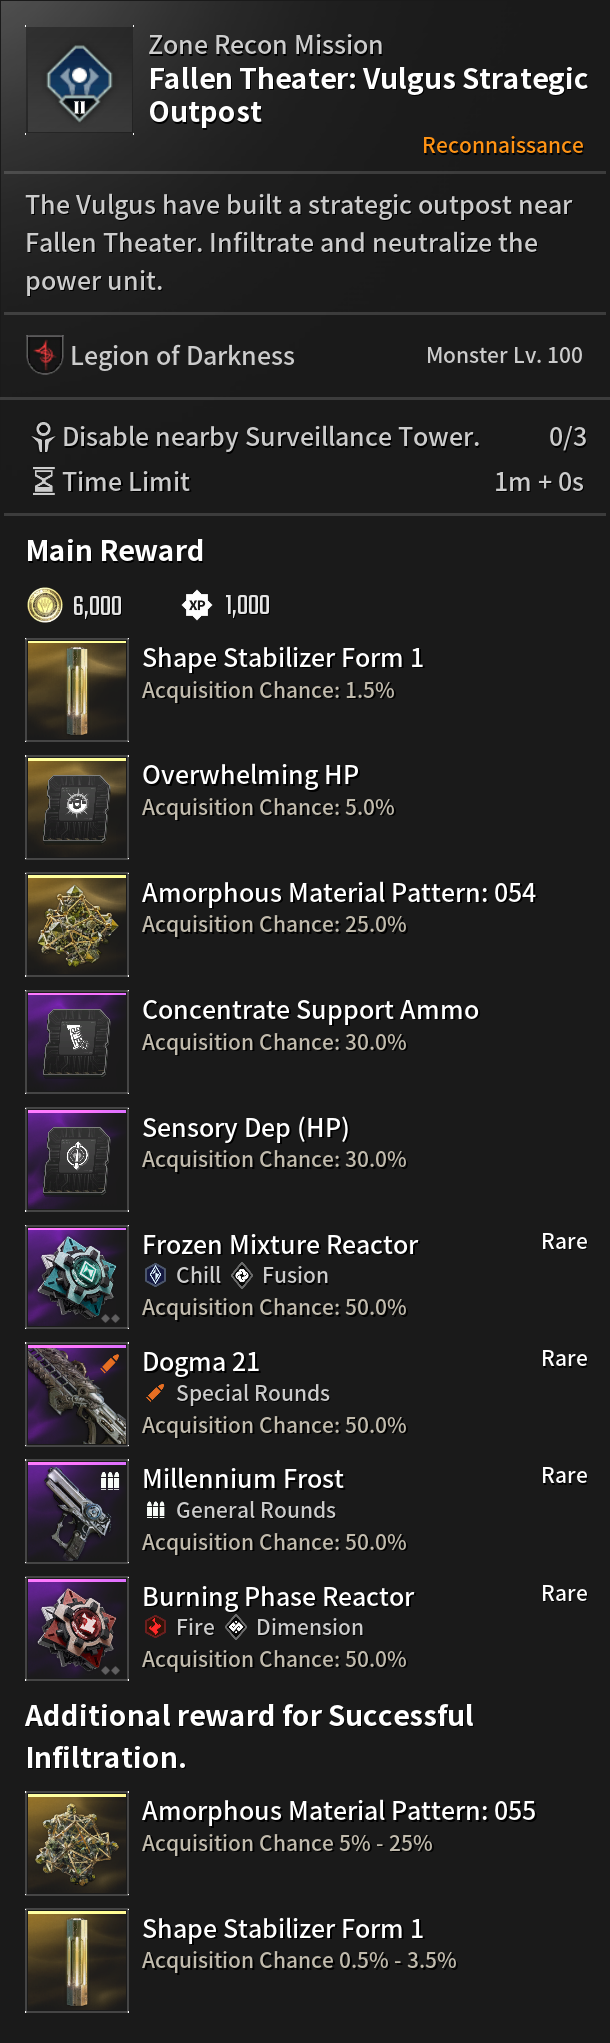 Zone Recon Mission
Fallen Theater: Vulgus Strategic
Outpost
Reconnaissance
The Vulgus have built a strategic outpost near
Fallen Theater. Infiltrate and neutralize the
power unit.
Legion of Darkness Monster Lv. 100
Disable nearby Surveillance Tower. 0/3
Time Limit 1m + 0s
Main Reward
6,000 XP 1,000
Shape Stabilizer Form 1
Acquisition Chance: 1.5%
Overwhelming HP
Acquisition Chance: 5.0%
Amorphous Material Pattern: 054
Acquisition Chance: 25.0%
Concentrate Support Ammo
Acquisition Chance: 30.0%
Sensory Dep (HP)
Acquisition Chance: 30.0%
Frozen Mixture Reactor Rare
Chill Fusion
Acquisition Chance: 50.0%
Dogma 21 Rare
Special Rounds
Acquisition Chance: 50.0%
Millennium Frost Rare
General Rounds
Acquisition Chance: 50.0%
Burning Phase Reactor Rare
Fire Dimension
Acquisition Chance: 50.0%
Additional reward for Successful
Infiltration.
Amorphous Material Pattern: 055
Acquisition Chance 5% - 25%
Shape Stabilizer Form 1
Acquisition Chance 0.5% - 3.5%